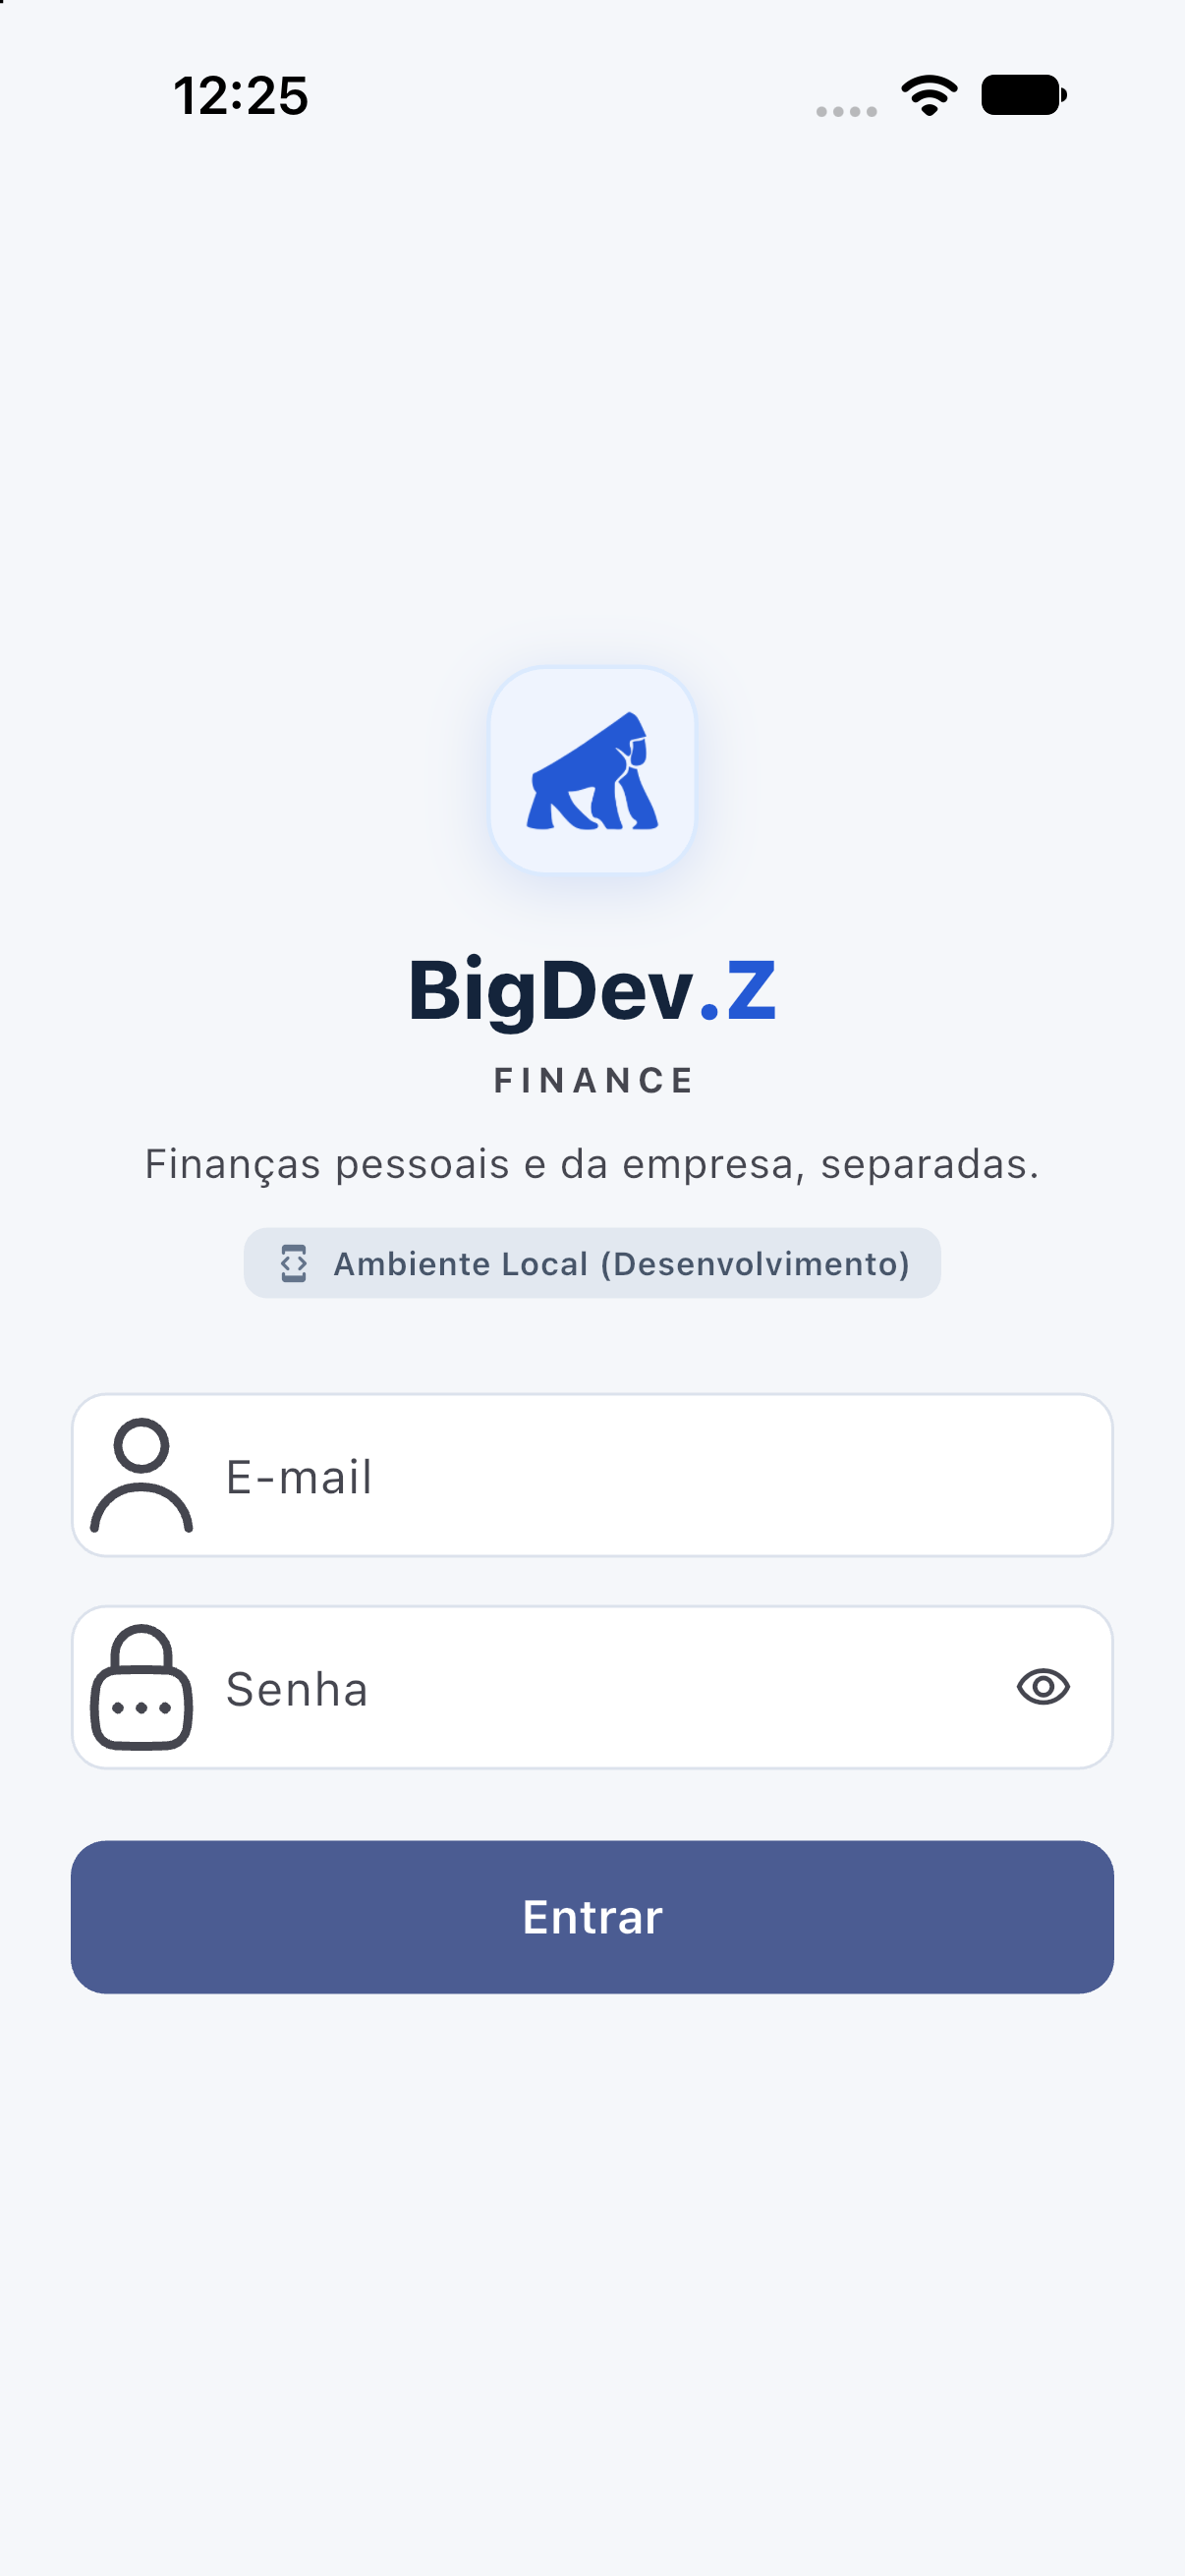 12:25
BigDev.Z
FINANCE
Finanças pessoais e da empresa, separadas.
Ambiente Local (Desenvolvimento)
E-mail
Senha
Entrar